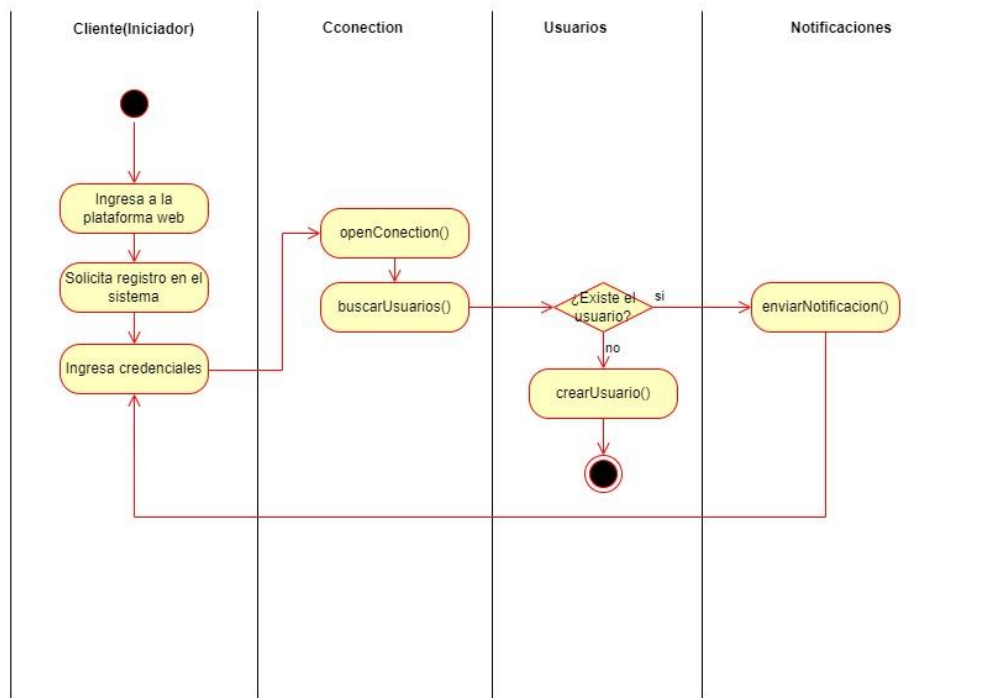 Cliente(Iniciador)
Cconection
Usuarios
Notificaciones
Ingresa a la
plataforma web
Solicita registro en el
sistema
Ingresa credenciales
openConection()
buscarUsuarios()
¿Existe el
usuario?
si
no
crearUsuario()
enviarNotificacion()